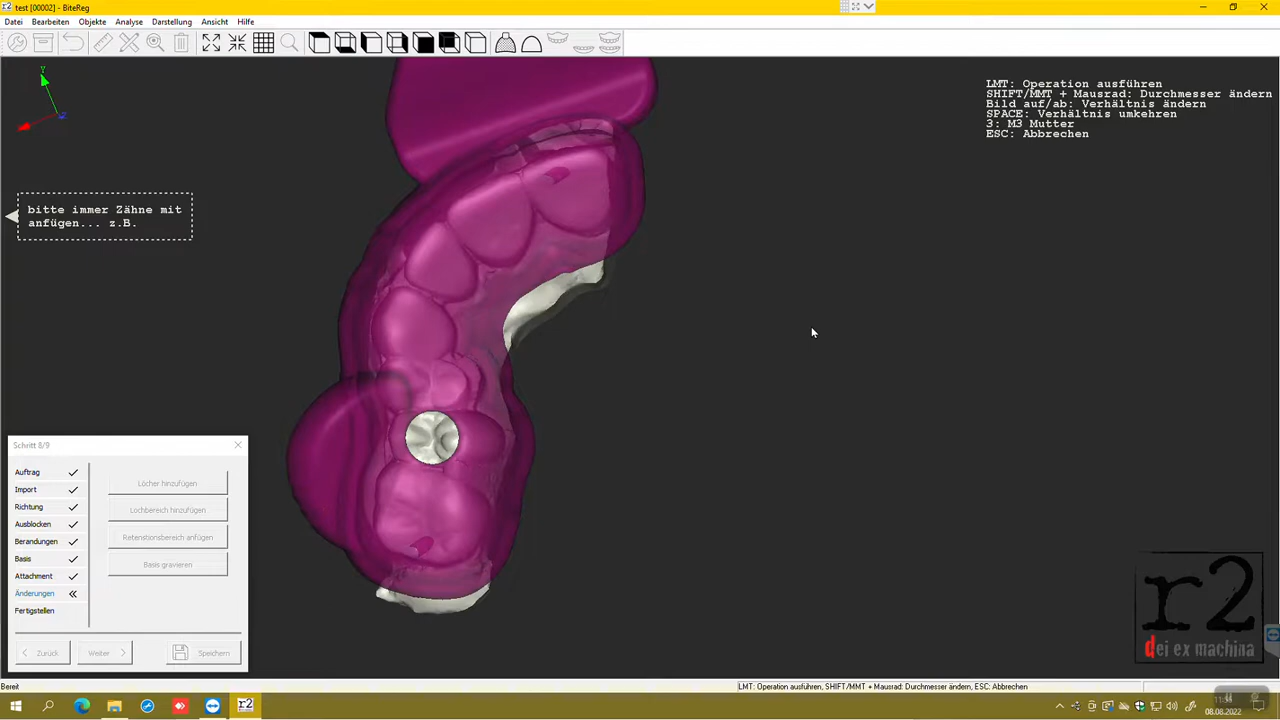 test [00002] - BiteReg
Datei Bearbeiten Objekte Analyse Darstellung Ansicht Hilfe
LMT: Operation ausführen
SHIFT/MMT + Mausrad: Durchmesser ändern
Bild auf/ab: Verhältnis ändern
SPACE: Verhältnis umkehren
3: M3 Mutter
ESC: Abbrechen
Y
bitte immer Zähne mit
anfügen... z.B.
Schritt 8/9
Auftrag
Import
Richtung
Ausblocken
Berandungen
Basis
Attachment
Änderungen
Fertigstellen
Löcher hinzufügen
Lochbereich hinzufügen
Retenstionsbereich anfügen
Basis gravieren
Zurück
Weiter
Speichern
r2
dei ex machina
Bereit
LMT: Operation ausführen, SHIFT/MMT + Mausrad: Durchmesser ändern, ESC: Abbrechen
r2
08.08.2022